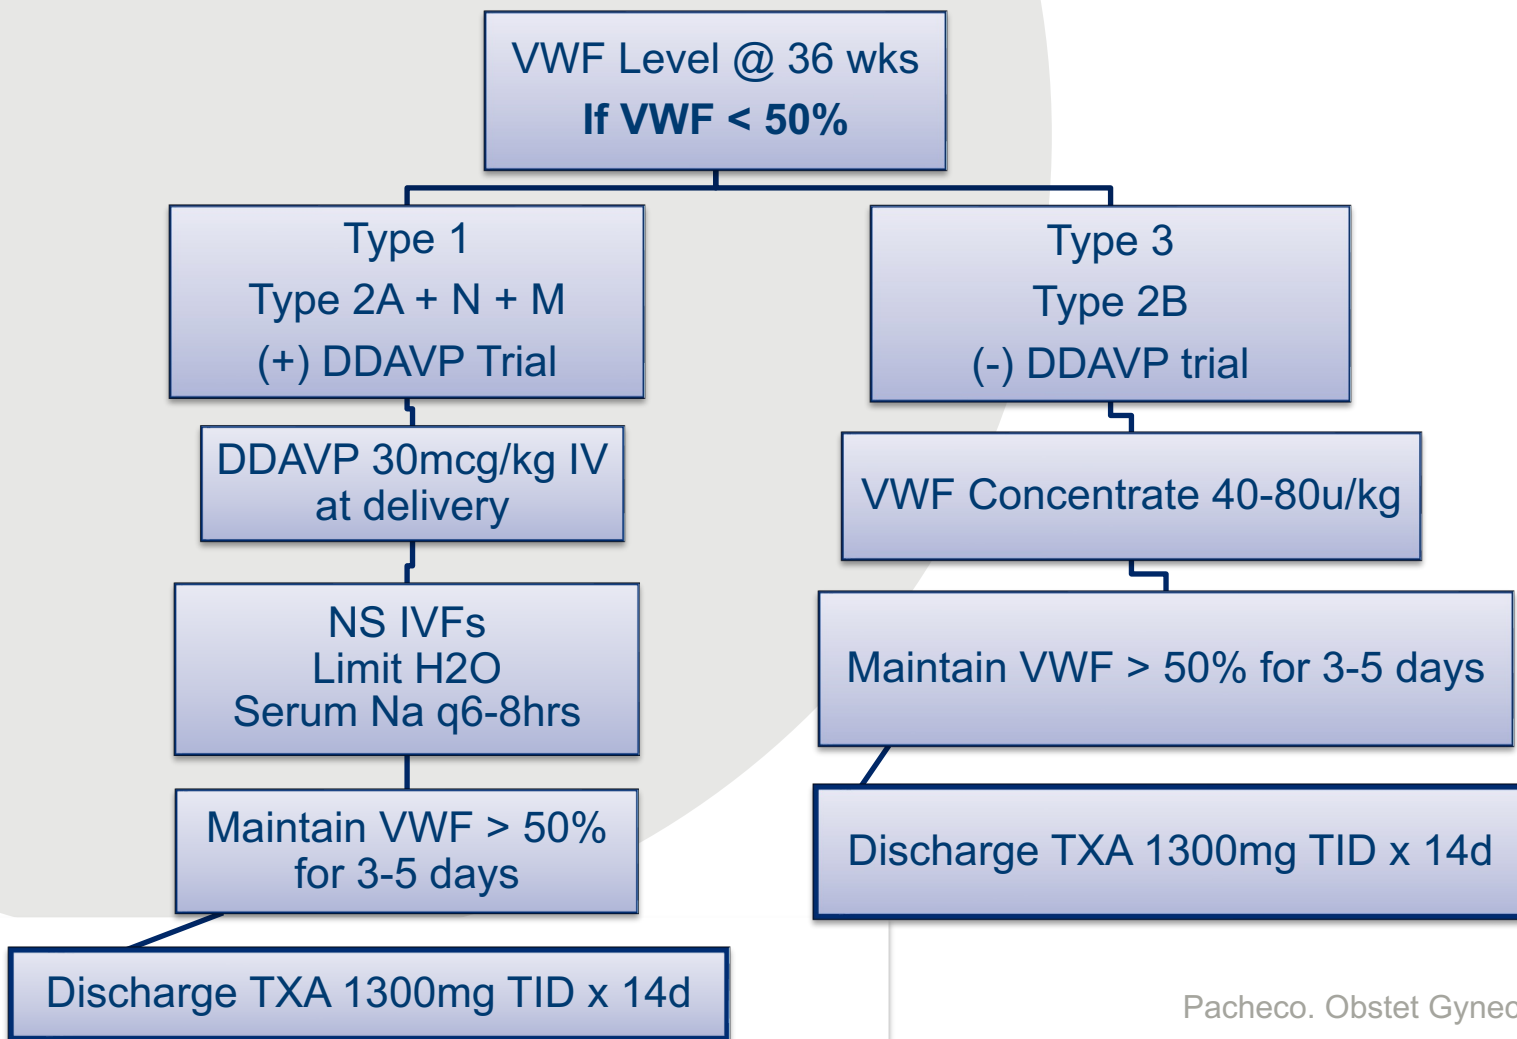 VWF Level @ 36 wks
If VWF < 50%
Type 1
Type 2A + N + M
(+) DDAVP Trial
DDAVP 30mcg/kg IV
at delivery
NS IVFs
Limit H2O
Serum Na q6-8hrs
Maintain VWF > 50%
for 3-5 days
Discharge TXA 1300mg TID x 14d
Type 3
Type 2B
(-) DDAVP trial
VWF Concentrate 40-80u/kg
Maintain VWF > 50% for 3-5 days
Discharge TXA 1300mg TID x 14d
Pacheco. Obstet Gynec